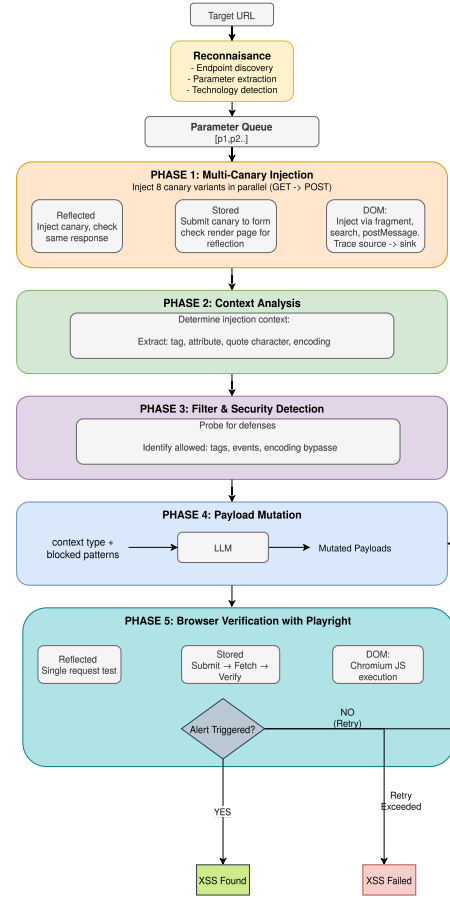 Target URL
Reconnaisance
- Endpoint discovery
- Parameter extraction
- Technology detection
Parameter Queue
[p1,p2..]
PHASE 1: Multi-Canary Injection
Inject 8 canary variants in parallel (GET -> POST)
Reflected
Inject canary, check
same response
Stored
Submit canary to form
check render page for
reflection
DOM:
Inject via fragment,
search, postMessage.
Trace source -> sink
PHASE 2: Context Analysis
Determine injection context:
Extract: tag, attribute, quote character, encoding
PHASE 3: Filter & Security Detection
Probe for defenses
Identify allowed: tags, events, encoding bypasse
PHASE 4: Payload Mutation
context type +
blocked patterns
LLM
Mutated Payloads
PHASE 5: Browser Verification with Playright
Reflected
Single request test
Stored
Submit → Fetch →
Verify
DOM:
Chromium JS
execution
Alert Triggered?
NO
(Retry)
YES
Retry
Exceeded
XSS Found
XSS Failed